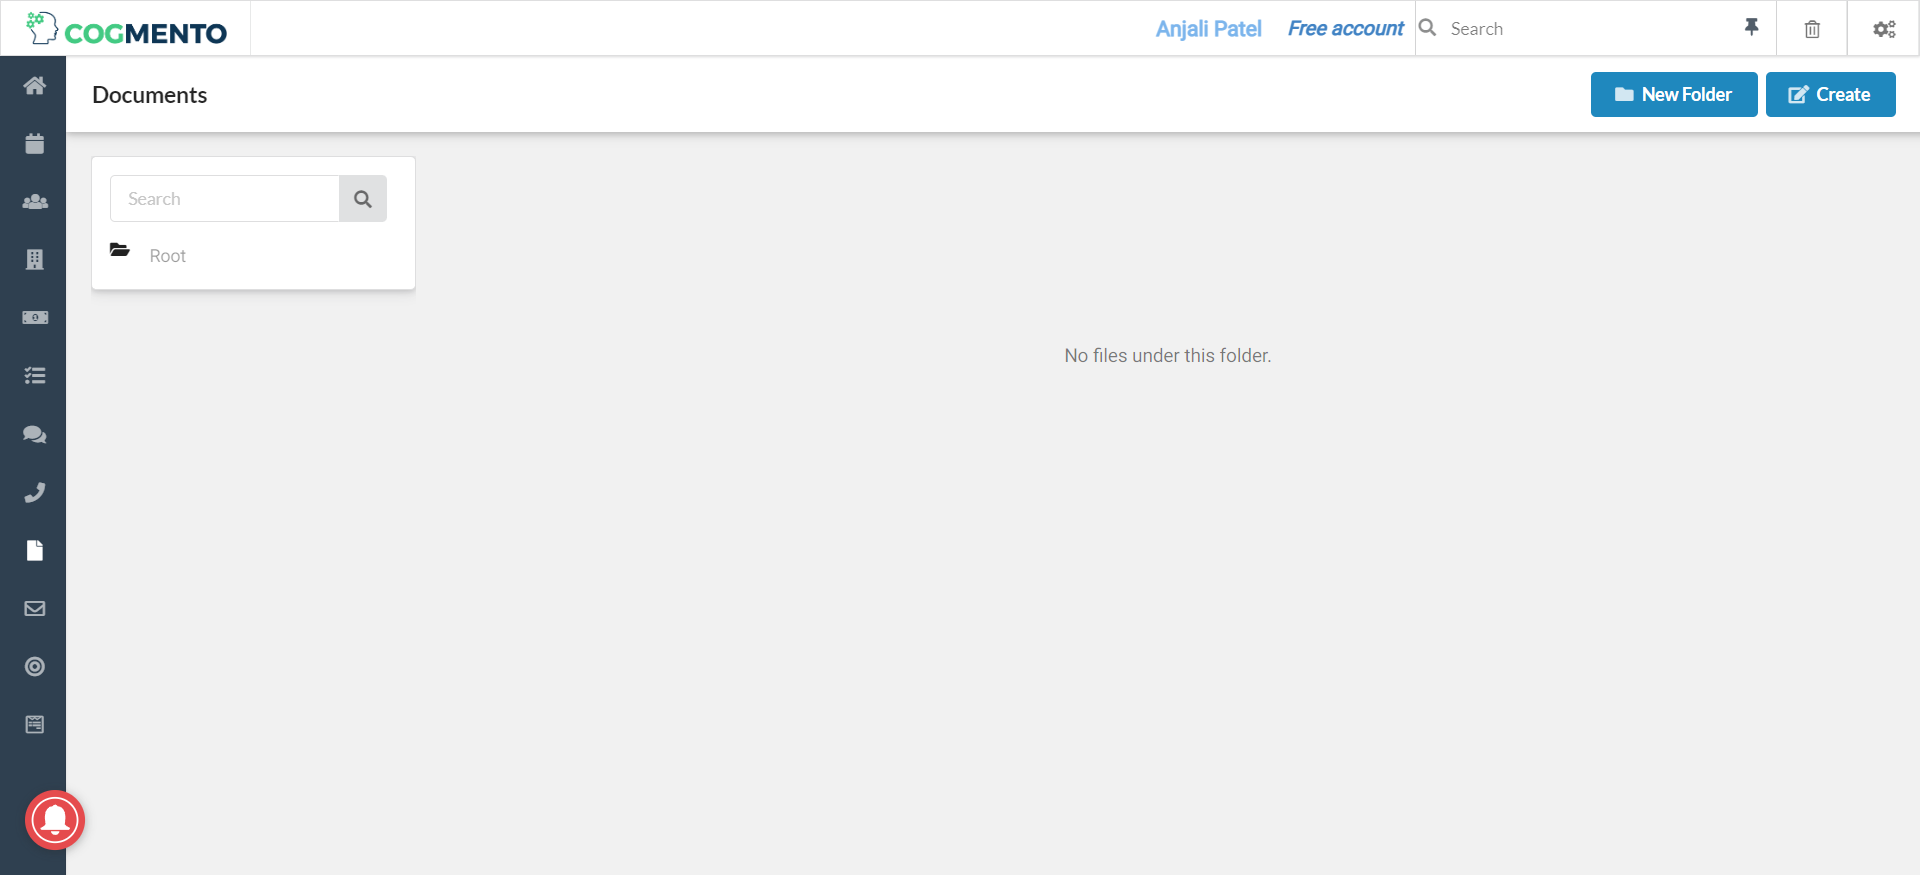 COGMENTO
Anjali Patel
Free account
Search
Documents
New Folder
Create
Search
Root
No files under this folder.